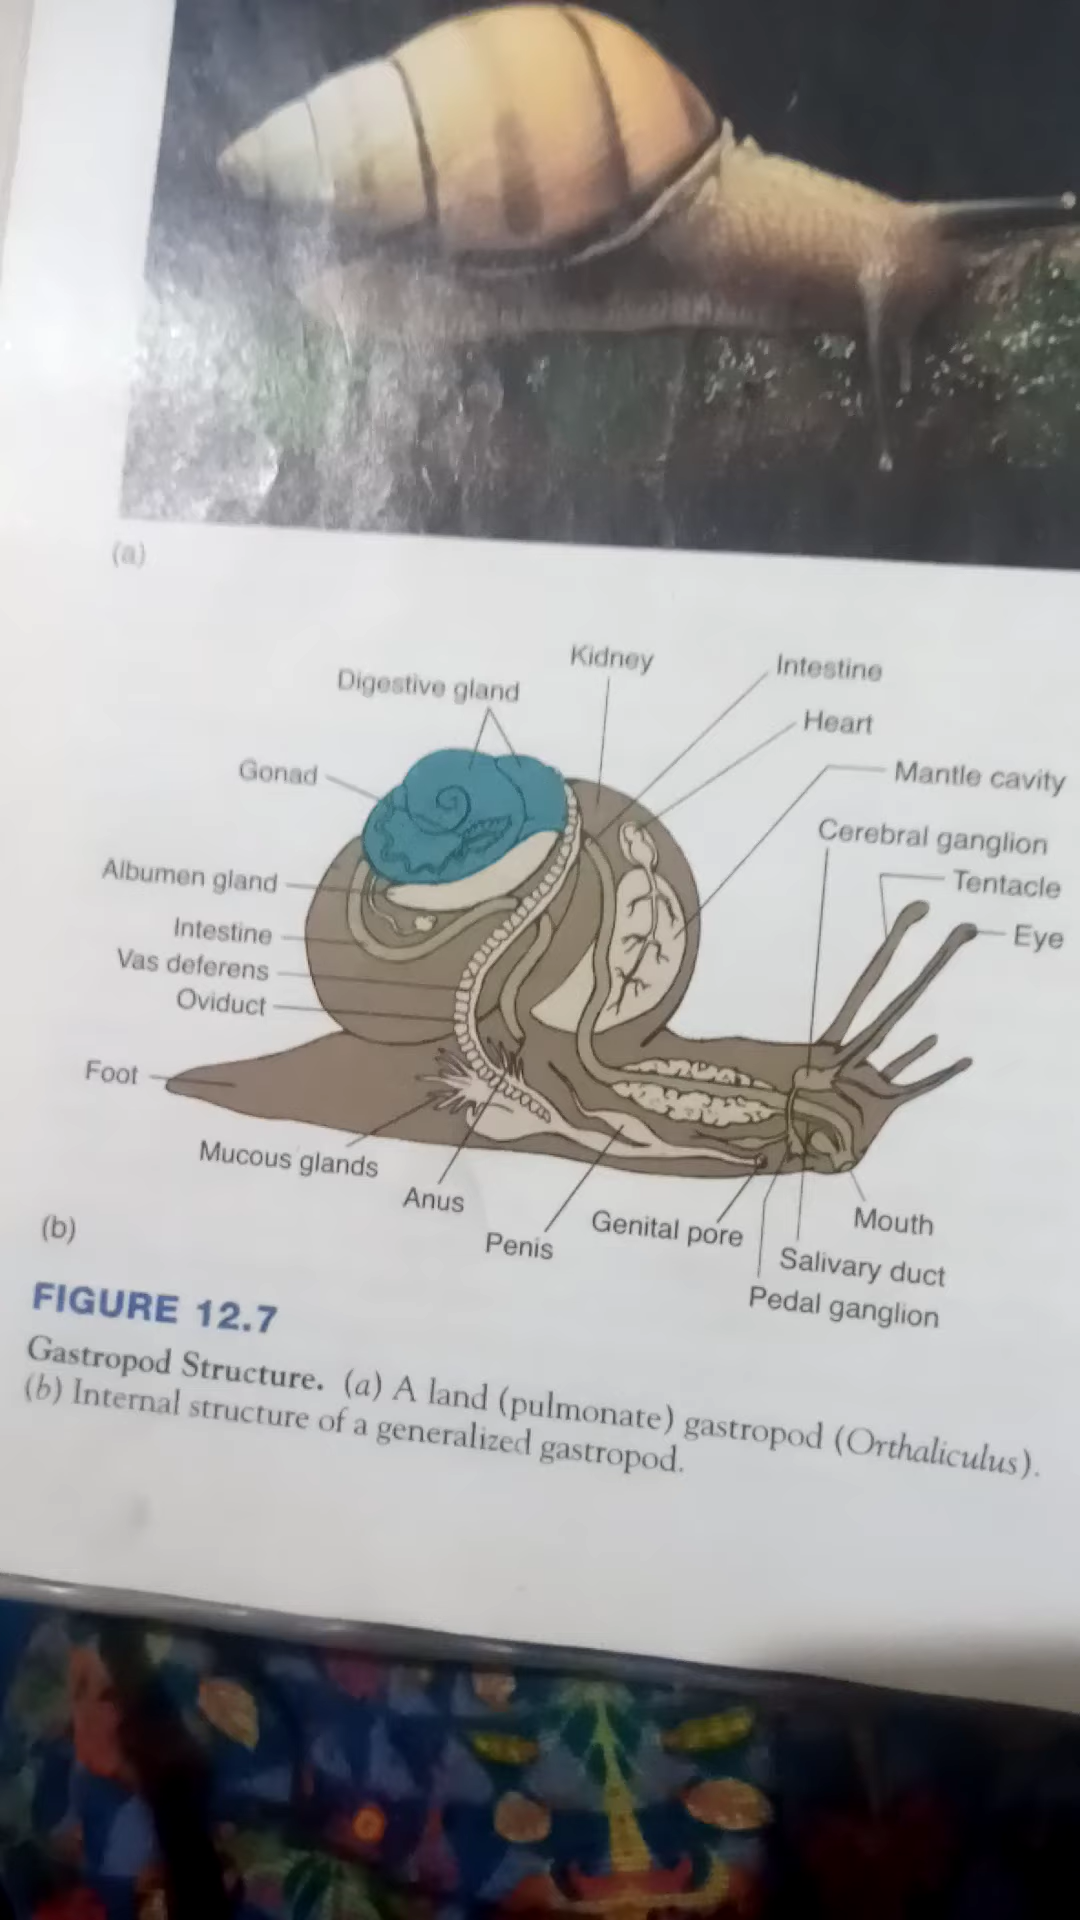 (a)
Kidney
Intestine
Digestive gland
Heart
Gonad
Mantle cavity
Cerebral ganglion
Albumen gland
Tentacle
Intestine
Eye
Vas deferens
Oviduct
Foot
Mucous glands
Anus
Penis
Genital pore
Mouth
Salivary duct
Pedal ganglion
(b)
FIGURE 12.7
Gastropod Structure. (a) A land (pulmonate) gastropod (Orthaliculus).
(b) Internal structure of a generalized gastropod.